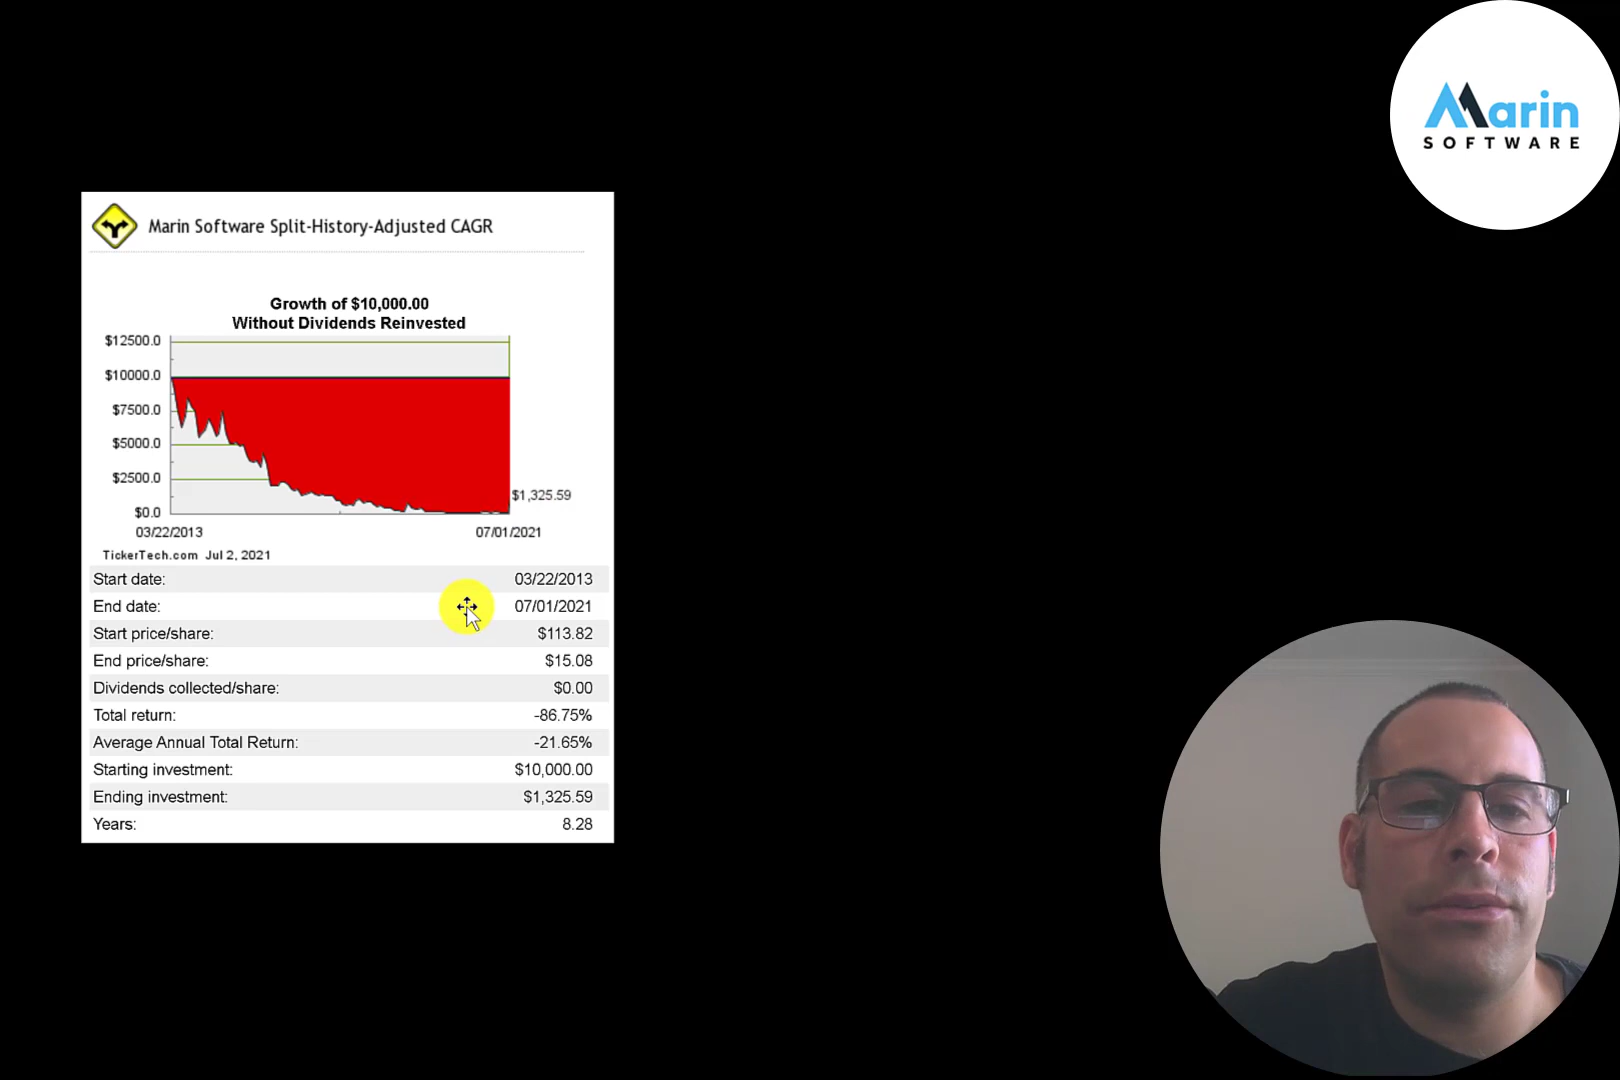 Marin
SOFTWARE
Marin Software Split-History-Adjusted CAGR
Growth of $10,000.00
Without Dividends Reinvested
$12500.0
$10000.0
$7500.0
$5000.0
$2500.0
$0.0
$1,325.59
03/22/2013 07/01/2021
TickerTech.com Jul 2, 2021
Start date: 03/22/2013
End date: 07/01/2021
Start price/share: $113.82
End price/share: $15.08
Dividends collected/share: $0.00
Total return: -86.75%
Average Annual Total Return: -21.65%
Starting investment: $10,000.00
Ending investment: $1,325.59
Years: 8.28